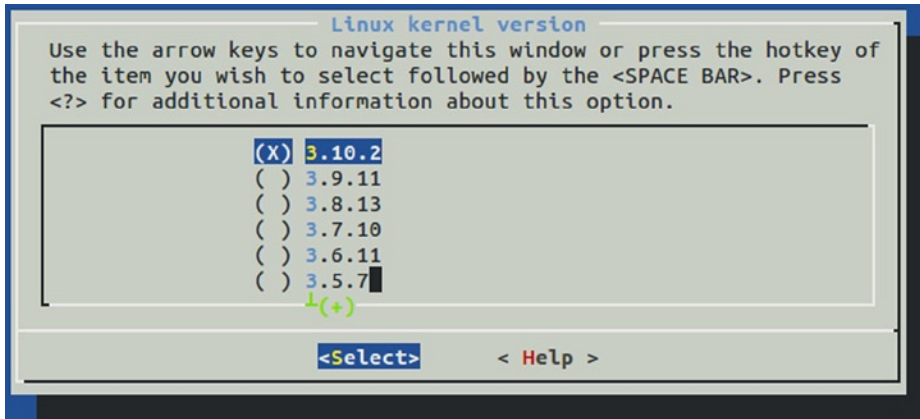 Linux kernel version
Use the arrow keys to navigate this window or press the hotkey of
the item you wish to select followed by the <SPACE BAR>. Press
<?> for additional information about this option.
(X) 3.10.2
( ) 3.9.11
( ) 3.8.13
( ) 3.7.10
( ) 3.6.11
( ) 3.5.7
┴(+)
<Select> < Help >